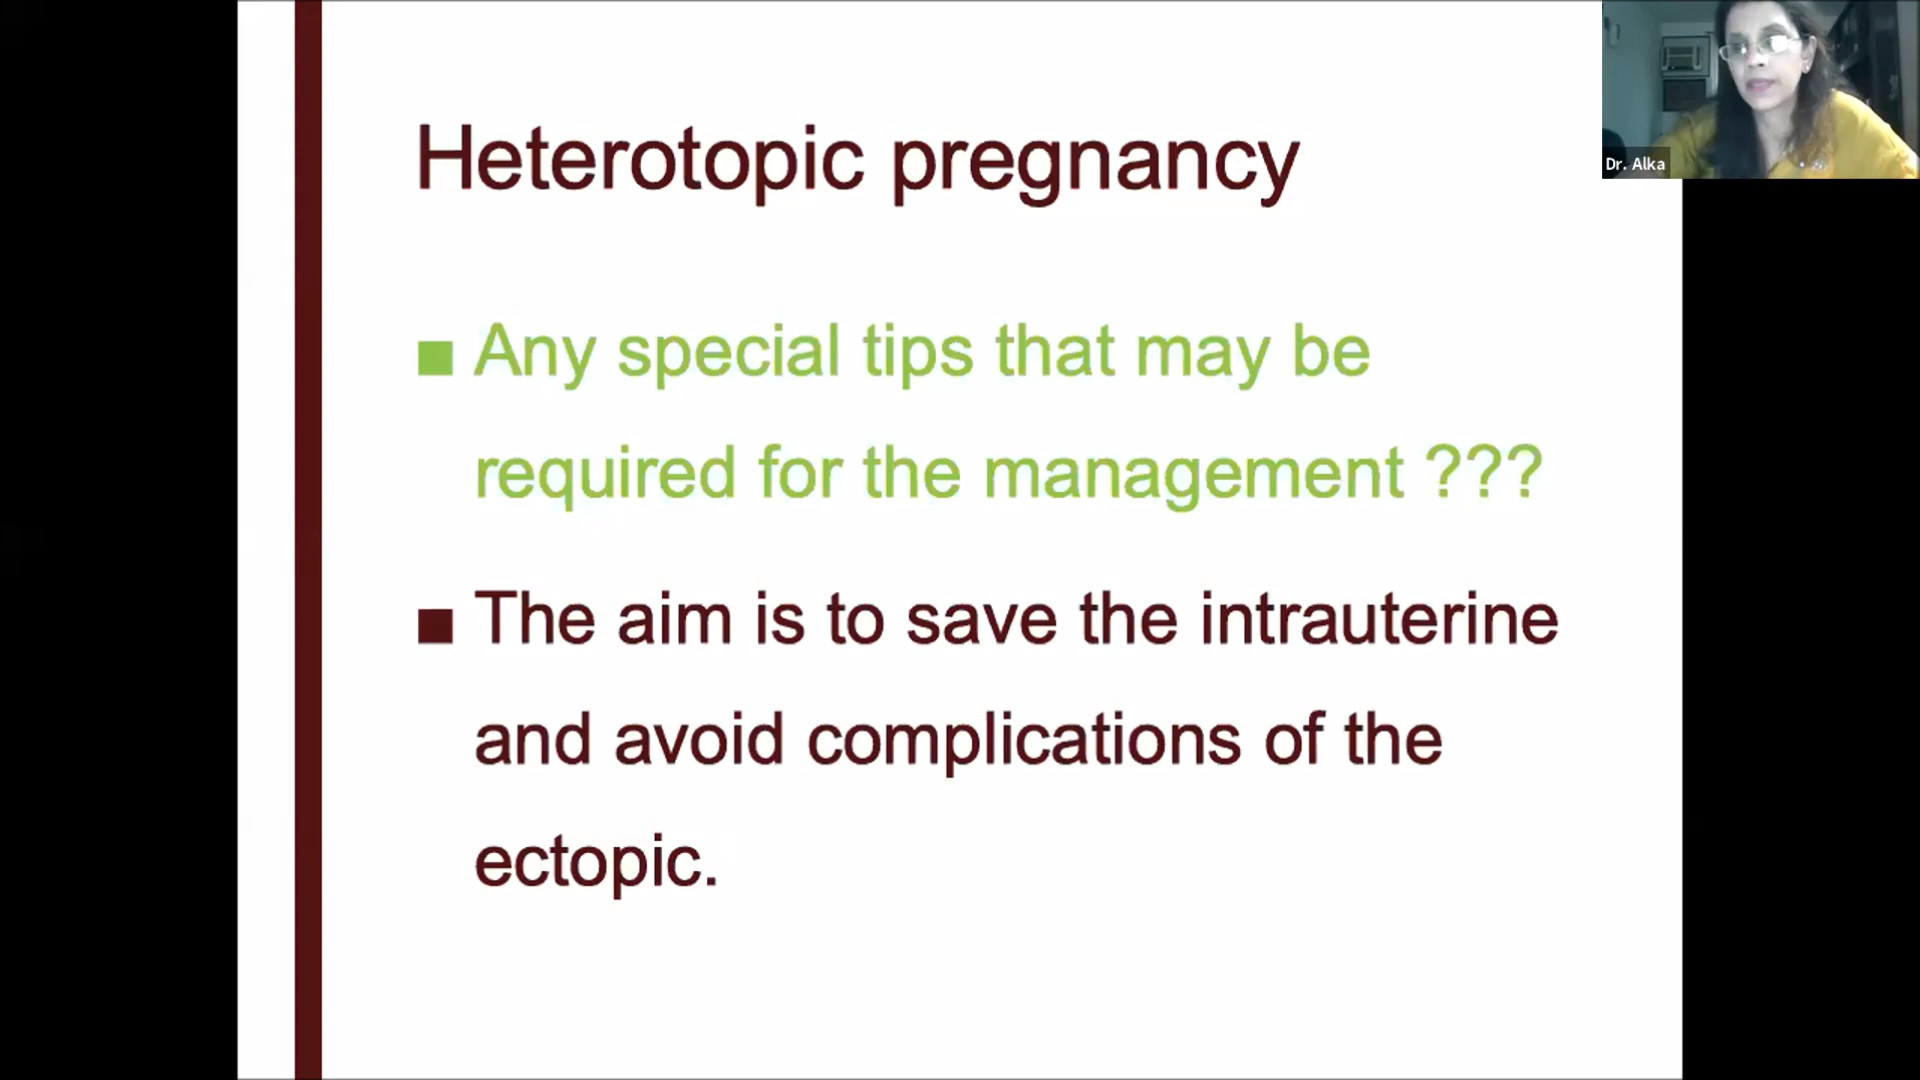 Heterotopic pregnancy
Any special tips that may be
required for the management ???
The aim is to save the intrauterine
and avoid complications of the
ectopic.
Dr. Alka